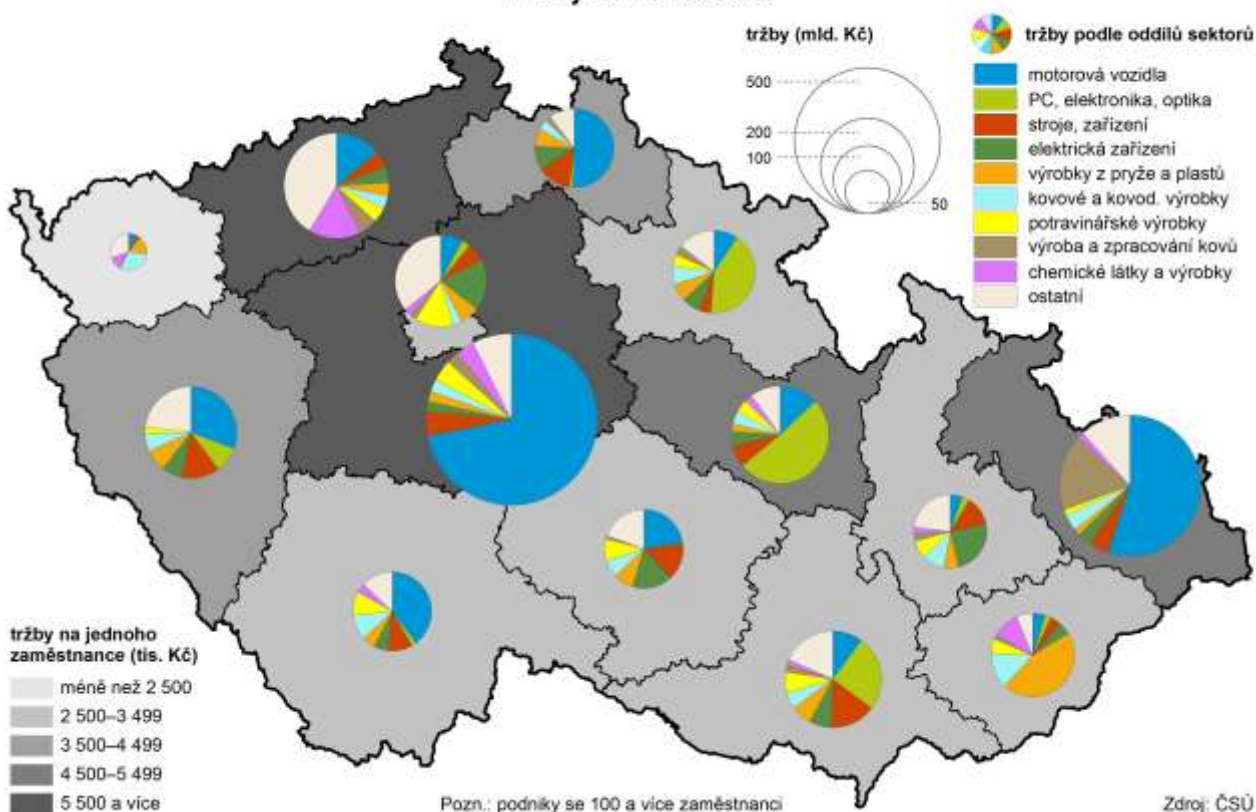 tržby (mld. Kč)
500
200
100
50
tržby podle oddílů sektorů
motorová vozidla
PC, elektronika, optika
stroje, zařízení
elektrická zařízení
výrobky z pryže a plastů
kovové a kovod. výrobky
potravinářské výrobky
výroba a zpracování kovů
chemické látky a výrobky
ostatní
tržby na jednoho
zaměstnance (tis. Kč)
méně než 2 500
2 500–3 499
3 500–4 499
4 500–5 499
5 500 a více
Pozn.: podniky se 100 a více zaměstnanci
Zdroj: ČSÚ